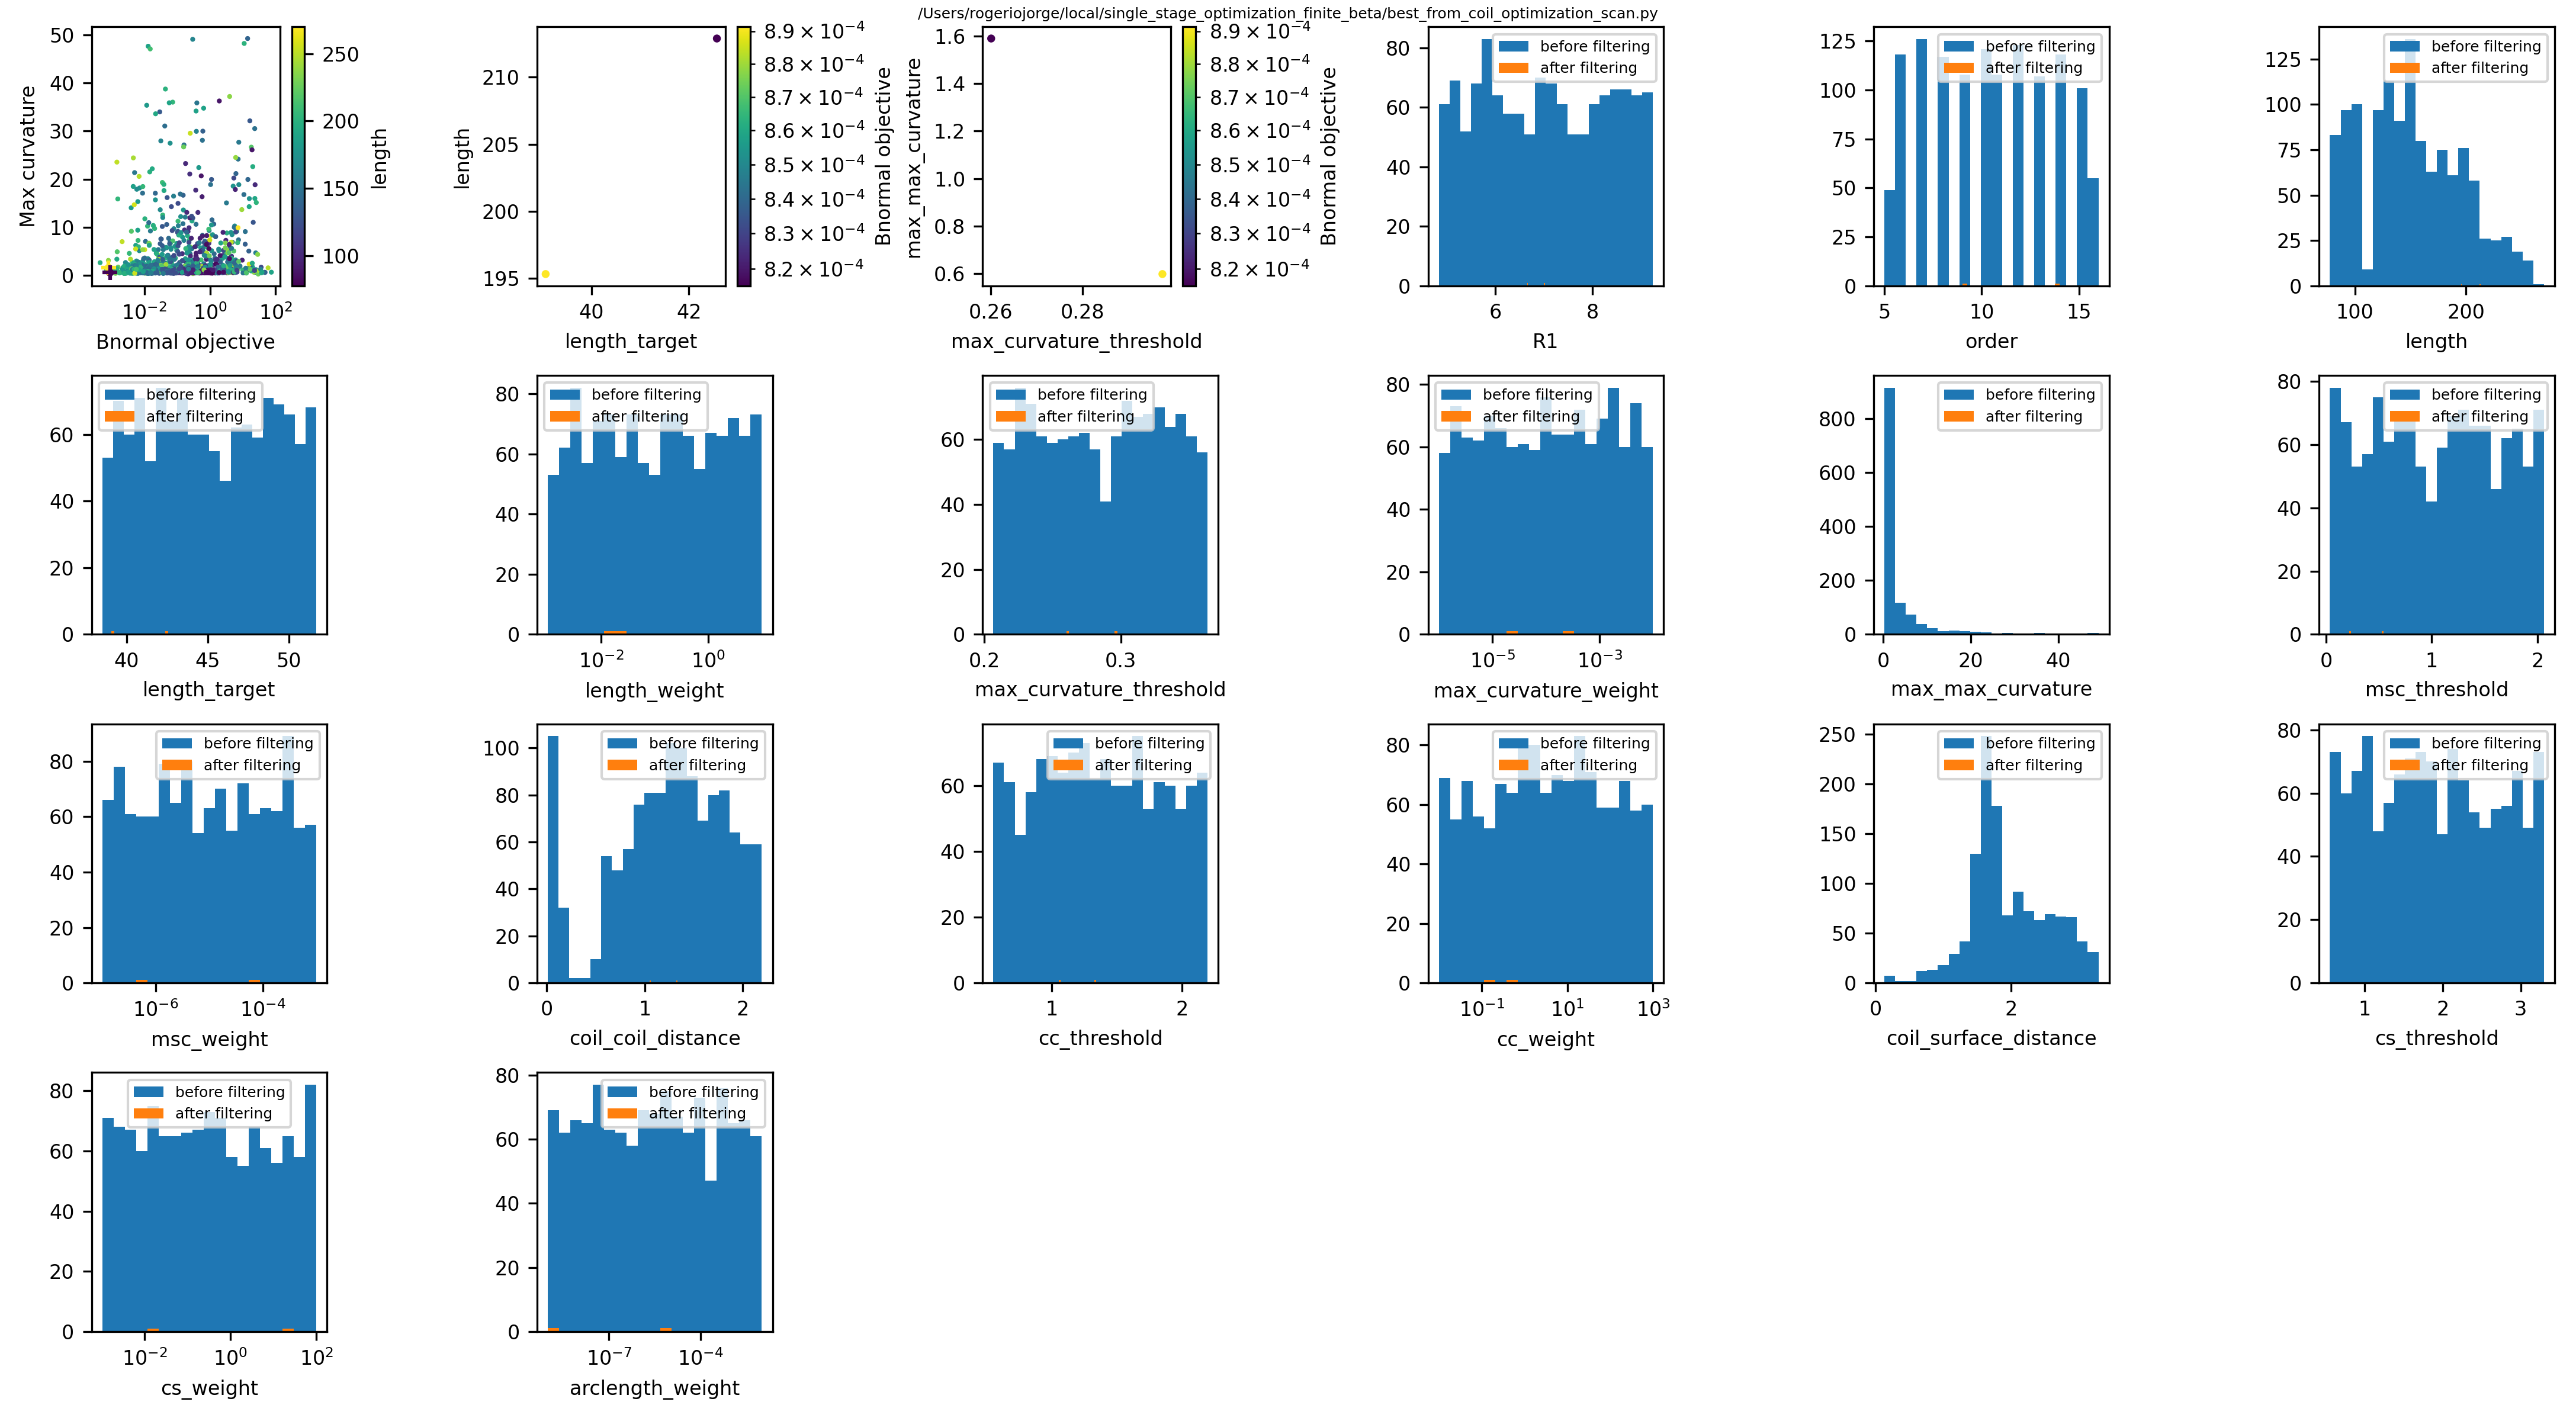 /Users/rogeriojorge/local/single_stage_optimization_finite_beta/best_from_coil_optimization_scan.py
50
40
30
20
10
0
Max curvature
10⁻² 10⁰ 10²
Bnormal objective
250
200
150
100
length
210
205
200
195
length
40 42
length_target
8.9 × 10⁻⁴
8.8 × 10⁻⁴
8.7 × 10⁻⁴
8.6 × 10⁻⁴
8.5 × 10⁻⁴
8.4 × 10⁻⁴
8.3 × 10⁻⁴
8.2 × 10⁻⁴
Bnormal objective
1.6
1.4
1.2
1.0
0.8
0.6
max_max_curvature
0.26 0.28
max_curvature_threshold
8.9 × 10⁻⁴
8.8 × 10⁻⁴
8.7 × 10⁻⁴
8.6 × 10⁻⁴
8.5 × 10⁻⁴
8.4 × 10⁻⁴
8.3 × 10⁻⁴
8.2 × 10⁻⁴
Bnormal objective
80
60
40
20
0
before filtering
after filtering
6 8
R1
125
100
75
50
25
0
before filtering
after filtering
5 10 15
order
125
100
75
50
25
0
before filtering
after filtering
100 200
length
60
40
20
0
before filtering
after filtering
40 45 50
length_target
80
60
40
20
0
before filtering
after filtering
10⁻² 10⁰
length_weight
60
40
20
0
before filtering
after filtering
0.2 0.3
max_curvature_threshold
80
60
40
20
0
before filtering
after filtering
10⁻⁵ 10⁻³
max_curvature_weight
800
600
400
200
0
before filtering
after filtering
0 20 40
max_max_curvature
80
60
40
20
0
before filtering
after filtering
0 1 2
msc_threshold
80
60
40
20
0
before filtering
after filtering
10⁻⁶ 10⁻⁴
msc_weight
100
80
60
40
20
0
before filtering
after filtering
0 1 2
coil_coil_distance
60
40
20
0
before filtering
after filtering
1 2
cc_threshold
80
60
40
20
0
before filtering
after filtering
10⁻¹ 10¹ 10³
cc_weight
250
200
150
100
50
0
before filtering
after filtering
0 2
coil_surface_distance
80
60
40
20
0
before filtering
after filtering
1 2 3
cs_threshold
80
60
40
20
0
before filtering
after filtering
10⁻² 10⁰ 10²
cs_weight
80
60
40
20
0
before filtering
after filtering
10⁻⁷ 10⁻⁴
arclength_weight